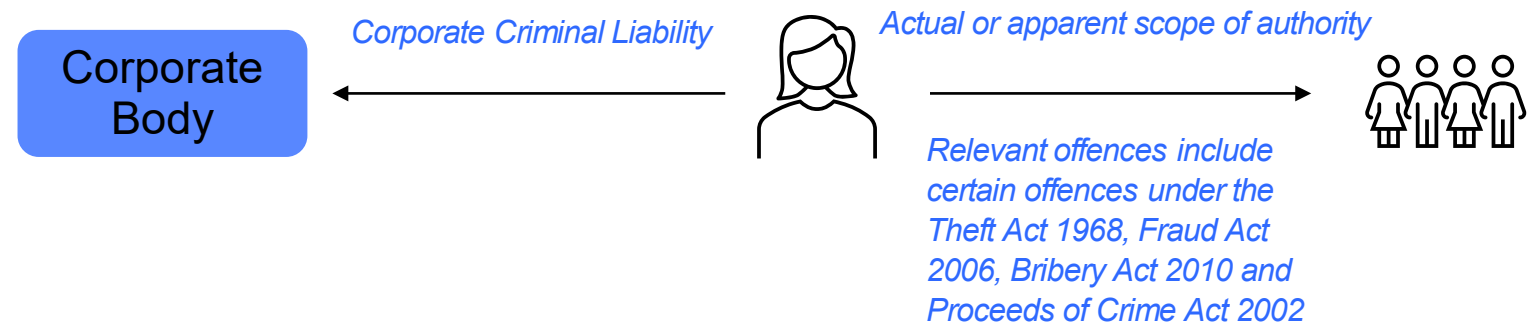 Corporate
Body
Corporate Criminal Liability
Actual or apparent scope of authority
Relevant offences include
certain offences under the
Theft Act 1968, Fraud Act
2006, Bribery Act 2010 and
Proceeds of Crime Act 2002